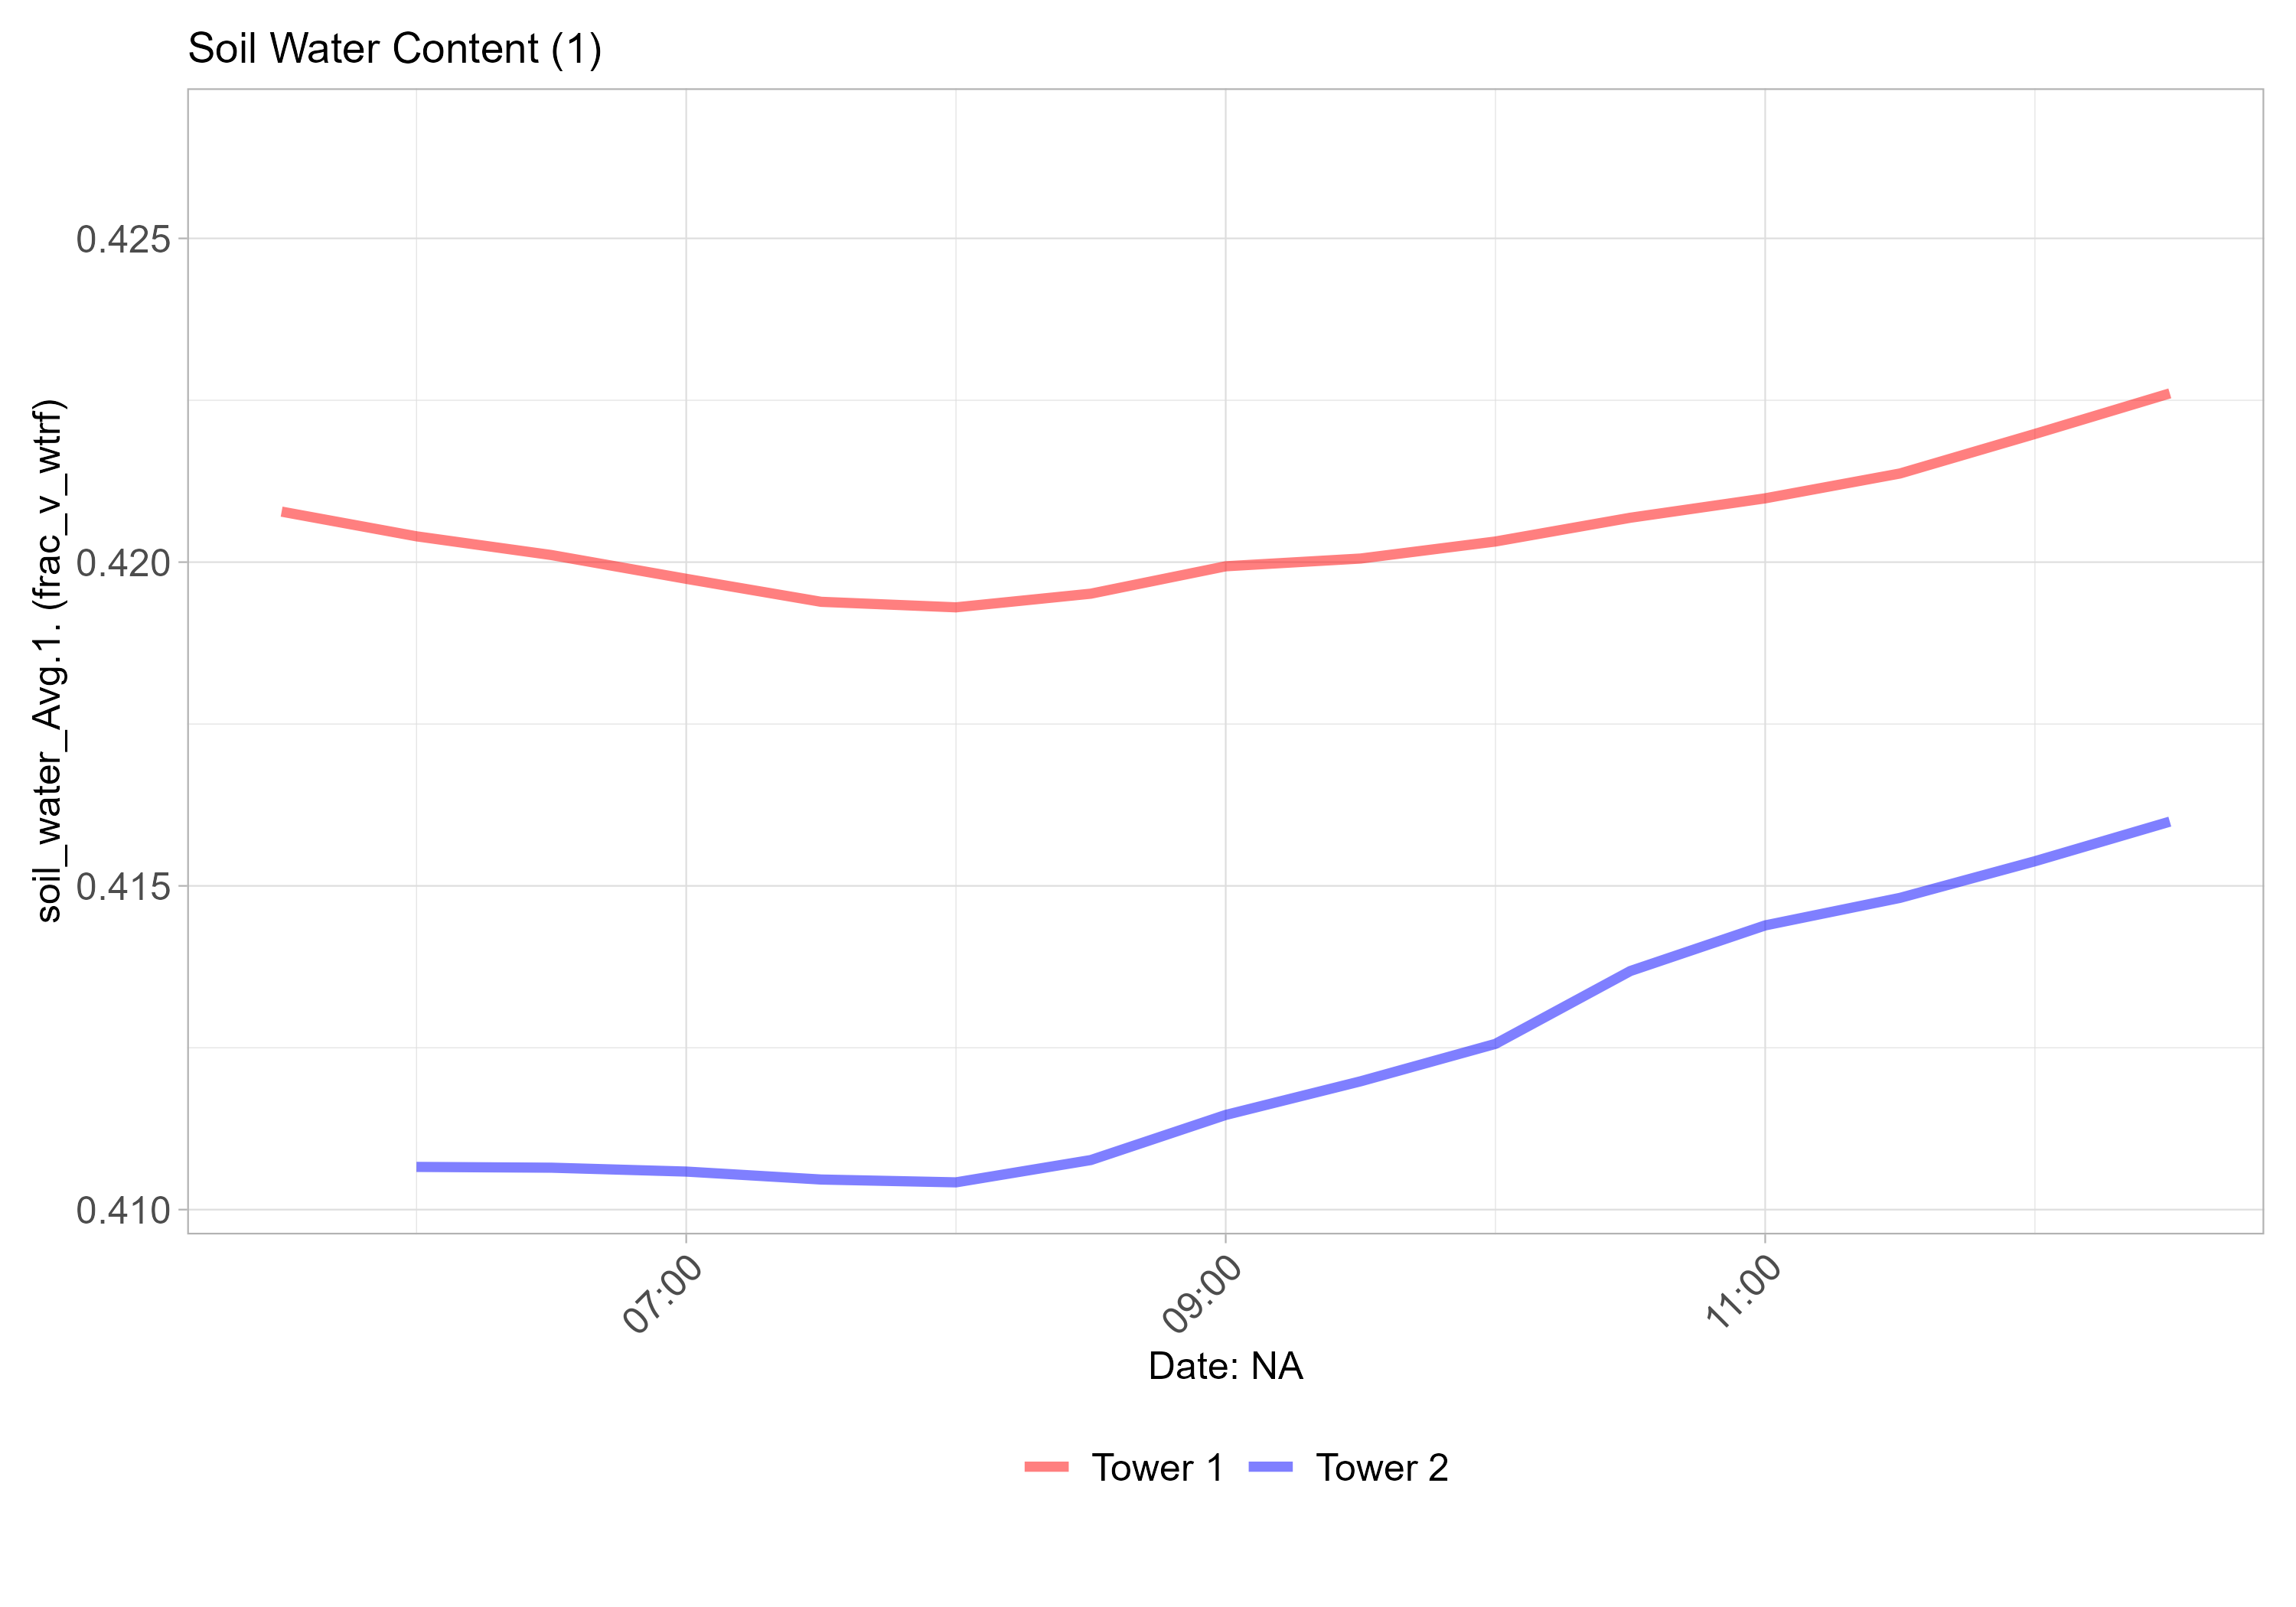 Soil Water Content (1)
soil_water_Avg.1. (frac_v_wtrf)
0.425
0.420
0.415
0.410
07:00
09:00
11:00
Date: NA
Tower 1
Tower 2